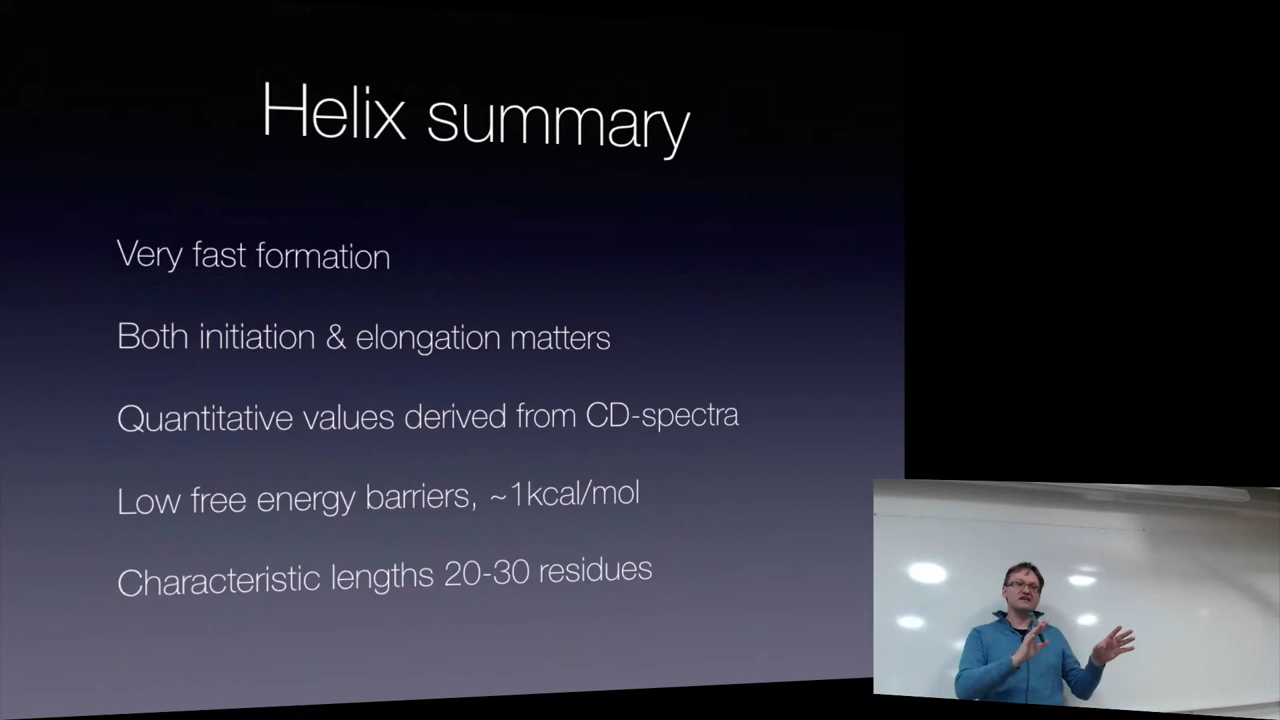 Helix summary
Very fast formation
Both initiation & elongation matters
Quantitative values derived from CD-spectra
Low free energy barriers, ~1kcal/mol
Characteristic lengths 20-30 residues